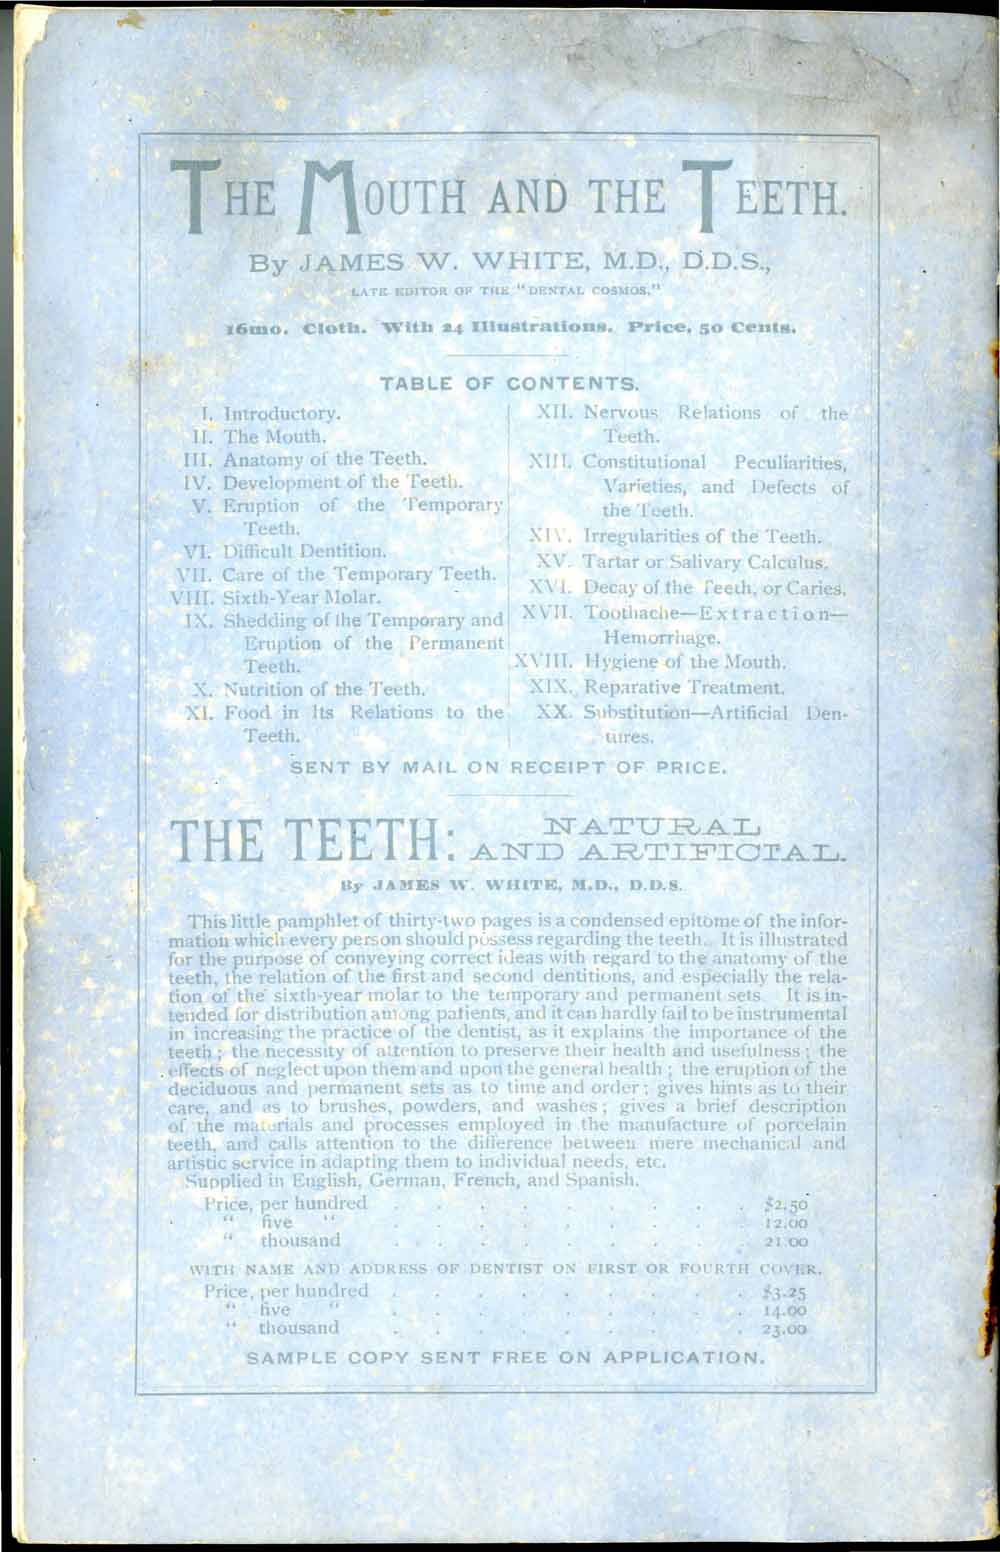 THE MOUTH AND THE TEETH.
By JAMES W. WHITE, M.D., D.D.S.,
LATE EDITOR OF THE "DENTAL COSMOS."
16mo. Cloth. With 24 Illustrations. Price, 50 Cents.
TABLE OF CONTENTS.
I. Introductory.
II. The Mouth.
III. Anatomy of the Teeth.
IV. Development of the Teeth.
V. Eruption of the Temporary
Teeth.
VI. Difficult Dentition.
VII. Care of the Temporary Teeth.
VIII. Sixth-Year Molar.
IX. Shedding of the Temporary and
Eruption of the Permanent
Teeth.
X. Nutrition of the Teeth.
XI. Food in Its Relations to the
Teeth.
XII. Nervous Relations of the
Teeth.
XIII. Constitutional Peculiarities,
Varieties, and Defects of
the Teeth.
XIV. Irregularities of the Teeth.
XV. Tartar or Salivary Calculus.
XVI. Decay of the Teeth, or Caries.
XVII. Toothache—Extraction—
Hemorrhage.
XVIII. Hygiene of the Mouth.
XIX. Reparative Treatment.
XX. Substitution—Artificial Den-
tures.
SENT BY MAIL ON RECEIPT OF PRICE.
THE TEETH: NATURAL
AND ARTIFICIAL.
By JAMES W. WHITE, M.D., D.D.S.
This little pamphlet of thirty-two pages is a condensed epitome of the infor-
mation which every person should possess regarding the teeth. It is illustrated
for the purpose of conveying correct ideas with regard to the anatomy of the
teeth, the relation of the first and second dentitions, and especially the rela-
tion of the sixth-year molar to the temporary and permanent sets. It is in-
tended for distribution among patients, and it can hardly fail to be instrumental
in increasing the practice of the dentist, as it explains the importance of the
teeth; the necessity of attention to preserve their health and usefulness; the
effects of neglect upon them and upon the general health; the eruption of the
deciduous and permanent sets as to time and order; gives hints as to their
care, and as to brushes, powders, and washes; gives a brief description
of the materials and processes employed in the manufacture of porcelain
teeth, and calls attention to the difference between mere mechanical and
artistic service in adapting them to individual needs, etc.
Supplied in English, German, French, and Spanish.
Price, per hundred . . . . . . . . . $2.50
" five " . . . . . . . . . 12.00
" thousand . . . . . . . . . 21.00
WITH NAME AND ADDRESS OF DENTIST ON FIRST OR FOURTH COVER.
Price, per hundred . . . . . . . . . $3.25
" five " . . . . . . . . . 14.00
" thousand . . . . . . . . . 23.00
SAMPLE COPY SENT FREE ON APPLICATION.